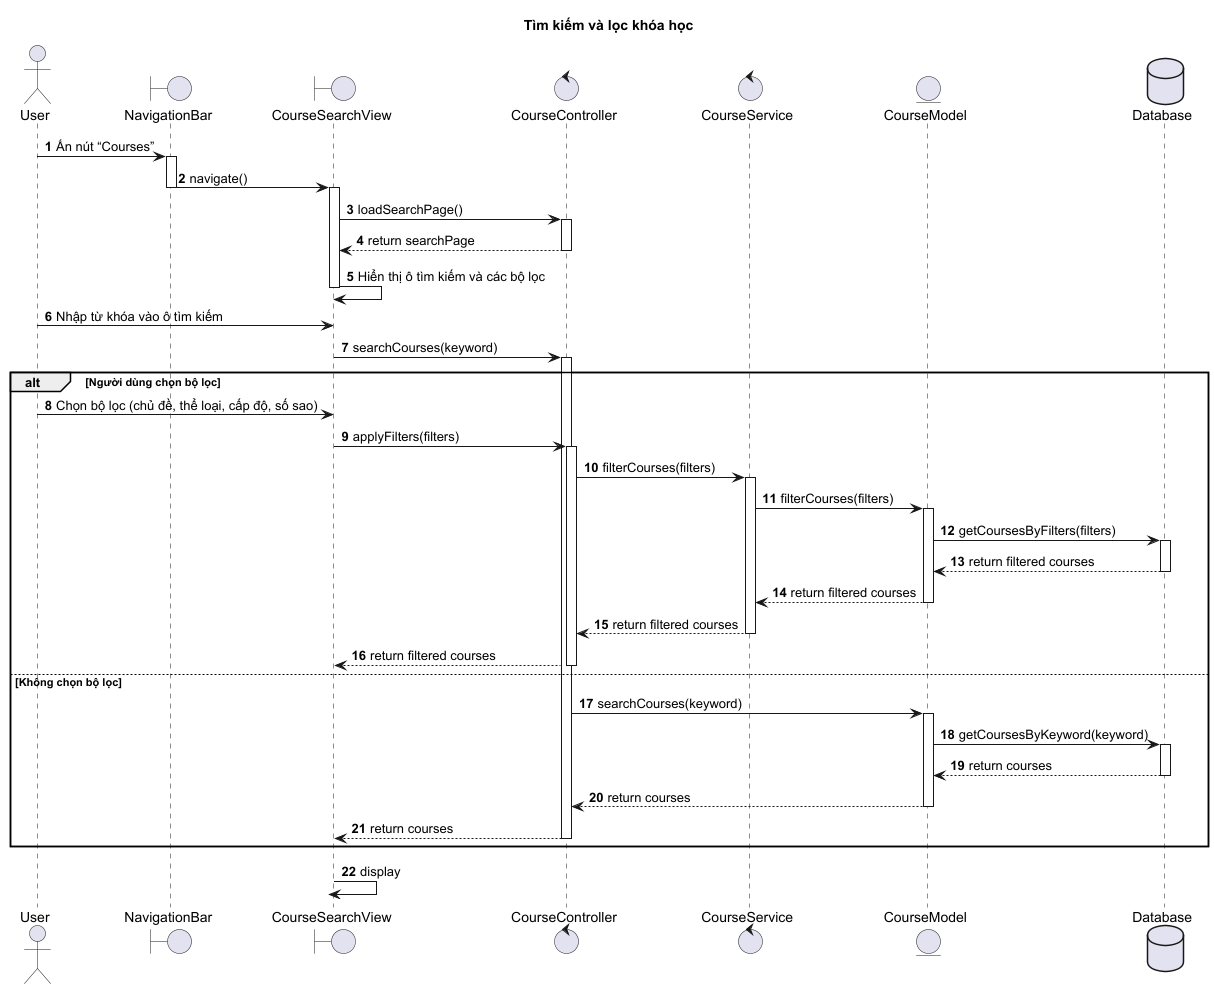 Tìm kiếm và lọc khóa học
User
NavigationBar
CourseSearchView
CourseController
CourseService
CourseModel
Database
1 Ấn nút “Courses”
2 navigate()
3 loadSearchPage()
4 return searchPage
5 Hiển thị ô tìm kiếm và các bộ lọc
6 Nhập từ khóa vào ô tìm kiếm
7 searchCourses(keyword)
alt [Người dùng chọn bộ lọc]
8 Chọn bộ lọc (chủ đề, thể loại, cấp độ, số sao)
9 applyFilters(filters)
10 filterCourses(filters)
11 filterCourses(filters)
12 getCoursesByFilters(filters)
13 return filtered courses
14 return filtered courses
15 return filtered courses
16 return filtered courses
[Không chọn bộ lọc]
17 searchCourses(keyword)
18 getCoursesByKeyword(keyword)
19 return courses
20 return courses
21 return courses
22 display
User
NavigationBar
CourseSearchView
CourseController
CourseService
CourseModel
Database